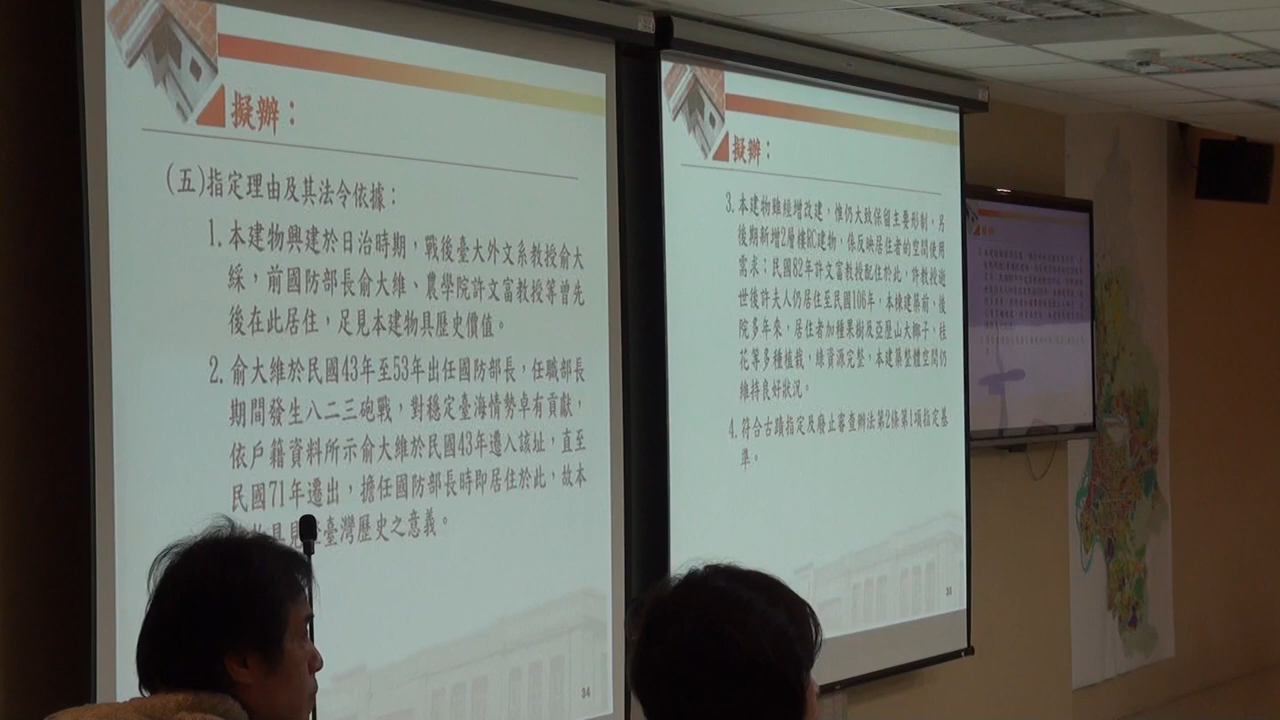 擬辦：
(五)指定理由及其法令依據：
1. 本建物興建於日治時期，戰後臺大外文系教授俞大
綵，前國防部長俞大維、農學院許文富教授等曾先
後在此居住，足見本建物具歷史價值。
2. 俞大維於民國43年至53年出任國防部長，任職部長
期間發生八二三砲戰，對穩定臺海情勢卓有貢獻，
依戶籍資料所示俞大維於民國43年遷入該址，直至
民國71年遷出，擔任國防部長時即居住於此，故本
具見 臺灣歷史之意義。
34
擬辦：
3. 本建物雖經增改建，惟仍大致保留主要形制，另
後期新增2層樓RC建物，係反映居住者的空間使用
需求；民國82年許文富教授配住於此，許教授逝
世後許夫人仍居住至民國106年，本棟建築前、後
院多年來，居住者加種果樹及亞歷山大椰子、桂
花等多種植栽，綠資源完整，本建築整體空間仍
維持良好狀況。
4. 符合古蹟指定及廢止審查辦法第2條第1項指定基
準。